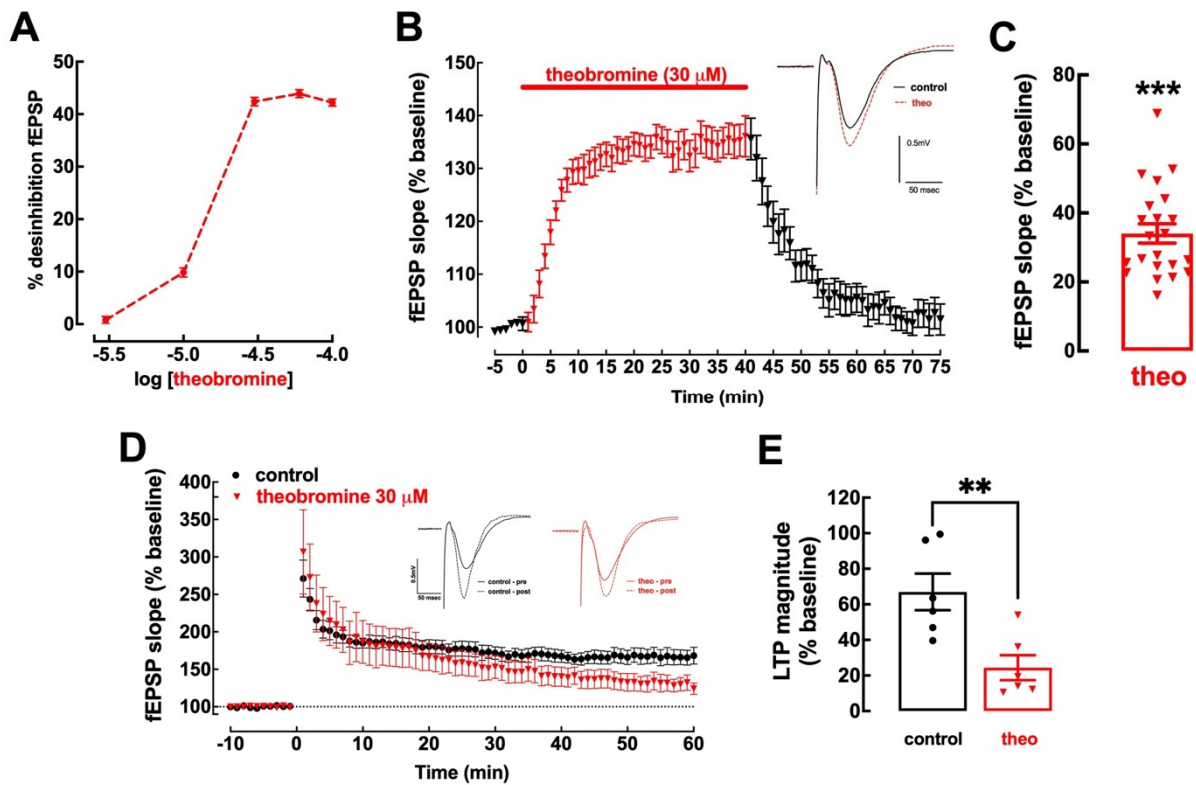 A
% desinhibition fEPSP
50
40
30
20
10
0
-5.5 -5.0 -4.5 -4.0
log [theobromine]
B
fEPSP slope (% baseline)
150
140
130
120
110
100
theobromine (30 μM)
control
theo
0.5mV
50 msec
-5 0 5 10 15 20 25 30 35 40 45 50 55 60 65 70 75
Time (min)
C
fEPSP slope (% baseline)
80
60
40
20
0
***
theo
D
fEPSP slope (% baseline)
400
350
300
250
200
150
100
control
theobromine 30 μM
0.5mV
50 msec
control - pre
control - post
theo - pre
theo - post
-10 0 10 20 30 40 50 60
Time (min)
E
LTP magnitude
(% baseline)
120
100
80
60
40
20
0
**
control theo